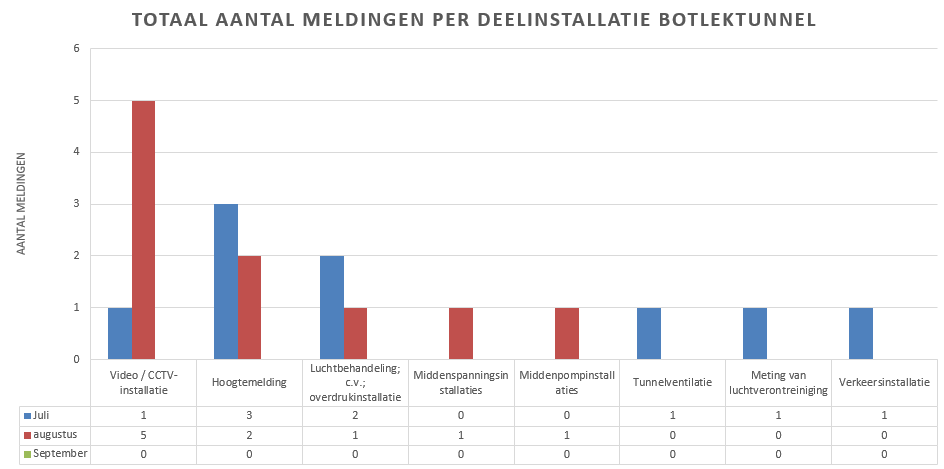 TOTAAL AANTAL MELDINGEN PER DEELINSTALLATIE BOTLEKTUNNEL
AANTAL MELDINGEN
6
5
4
3
2
1
0
Video / CCTV-
installatie
Hoogtemelding
Luchtbehandeling;
c.v.;
overdrukinstallatie
Middenspanningsin
stallaties
Middenpompinstall
aties
Tunnelventilatie
Meting van
luchtverontreiniging
Verkeersinstallatie
Juli 1 3 2 0 0 1 1 1
augustus 5 2 1 1 1 0 0 0
September 0 0 0 0 0 0 0 0